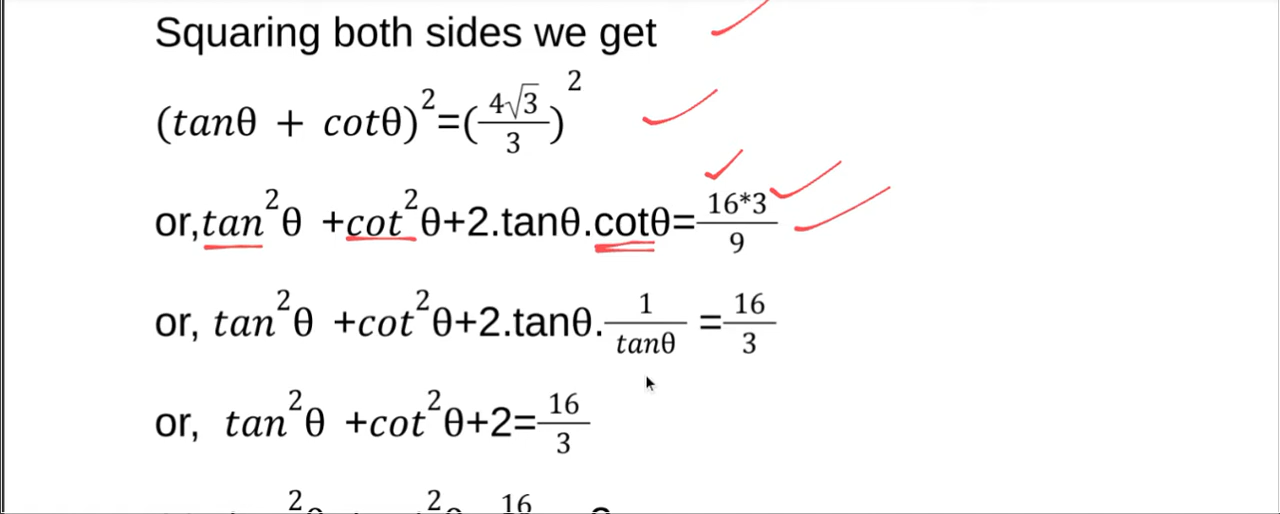 Squaring both sides we get
(tanθ + cotθ)²=(4√3/3)²
or,tan²θ +cot²θ+2.tanθ.cotθ=16*3/9
or, tan²θ +cot²θ+2.tanθ.1/tanθ =16/3
or, tan²θ +cot²θ+2=16/3